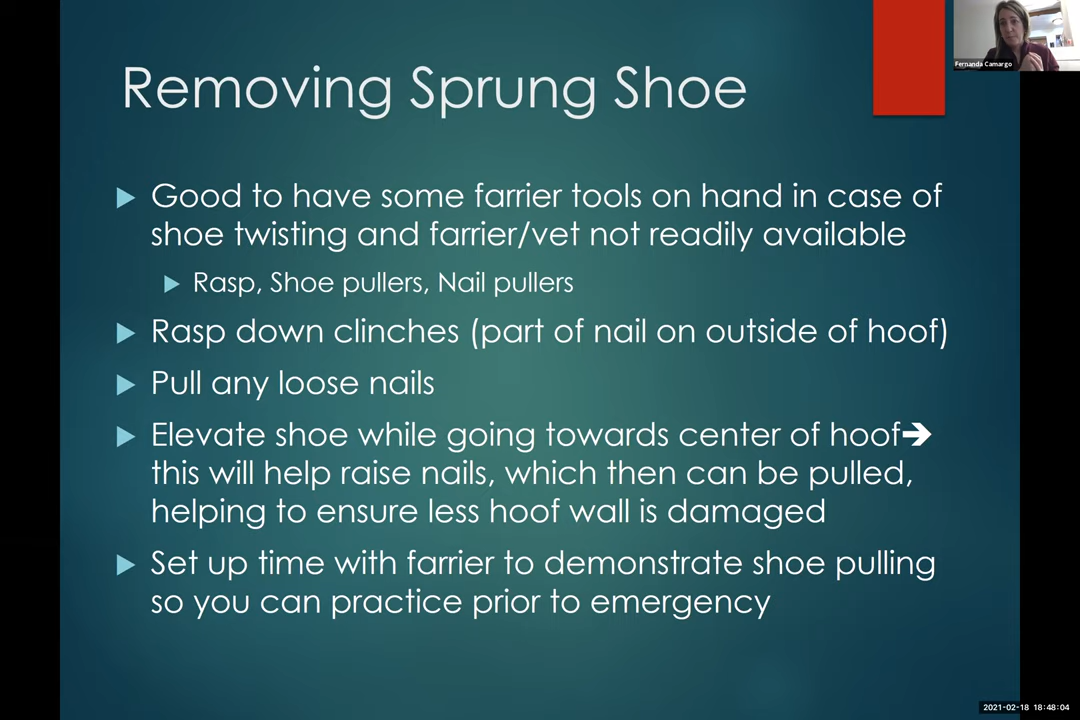 Removing Sprung Shoe
Fernanda Camargo
Good to have some farrier tools on hand in case of
shoe twisting and farrier/vet not readily available
Rasp, Shoe pullers, Nail pullers
Rasp down clinches (part of nail on outside of hoof)
Pull any loose nails
Elevate shoe while going towards center of hoof➔
this will help raise nails, which then can be pulled,
helping to ensure less hoof wall is damaged
Set up time with farrier to demonstrate shoe pulling
so you can practice prior to emergency
2021-02-18 18:48:04